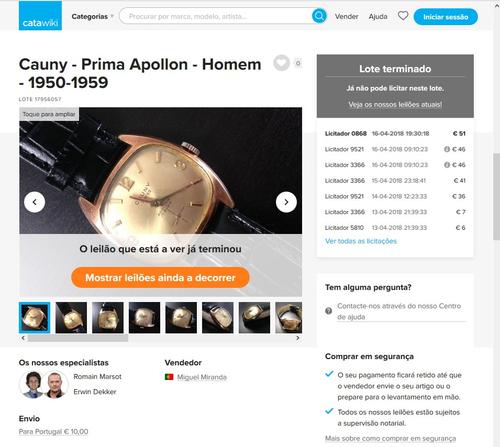 catawiki
Categorias
Procurar por marca, modelo, artista...
Vender
Ajuda
Iniciar sessão
Cauny - Prima Apollon - Homem
- 1950-1959
LOTE 17956057
0
Toque para ampliar
CAUNY
O leilão que está a ver já terminou
Mostrar leilões ainda a decorrer
Os nossos especialistas
Romain Marsot
Erwin Dekker
Vendedor
Miguel Miranda
Envio
Para Portugal € 10,00
Lote terminado
Já não pode licitar neste lote.
Veja os nossos leilões atuais!
Licitador 0868 16-04-2018 19:30:18 € 51
Licitador 9521 16-04-2018 09:10:23 € 46
Licitador 3366 16-04-2018 09:10:23 € 46
Licitador 3366 15-04-2018 23:18:41 € 41
Licitador 9521 14-04-2018 12:23:33 € 36
Licitador 3366 13-04-2018 21:39:33 € 7
Licitador 5810 13-04-2018 21:39:33 € 6
Ver todas as licitações
Tem alguma pergunta?
Contacte-nos através do nosso Centro
de ajuda
Comprar em segurança
O seu pagamento ficará retido até que
o vendedor envie o seu artigo ou o
prepare para o levantamento em mão.
Todos os nossos leilões estão sujeitos
a supervisão notarial.
Mais sobre como comprar em segurança